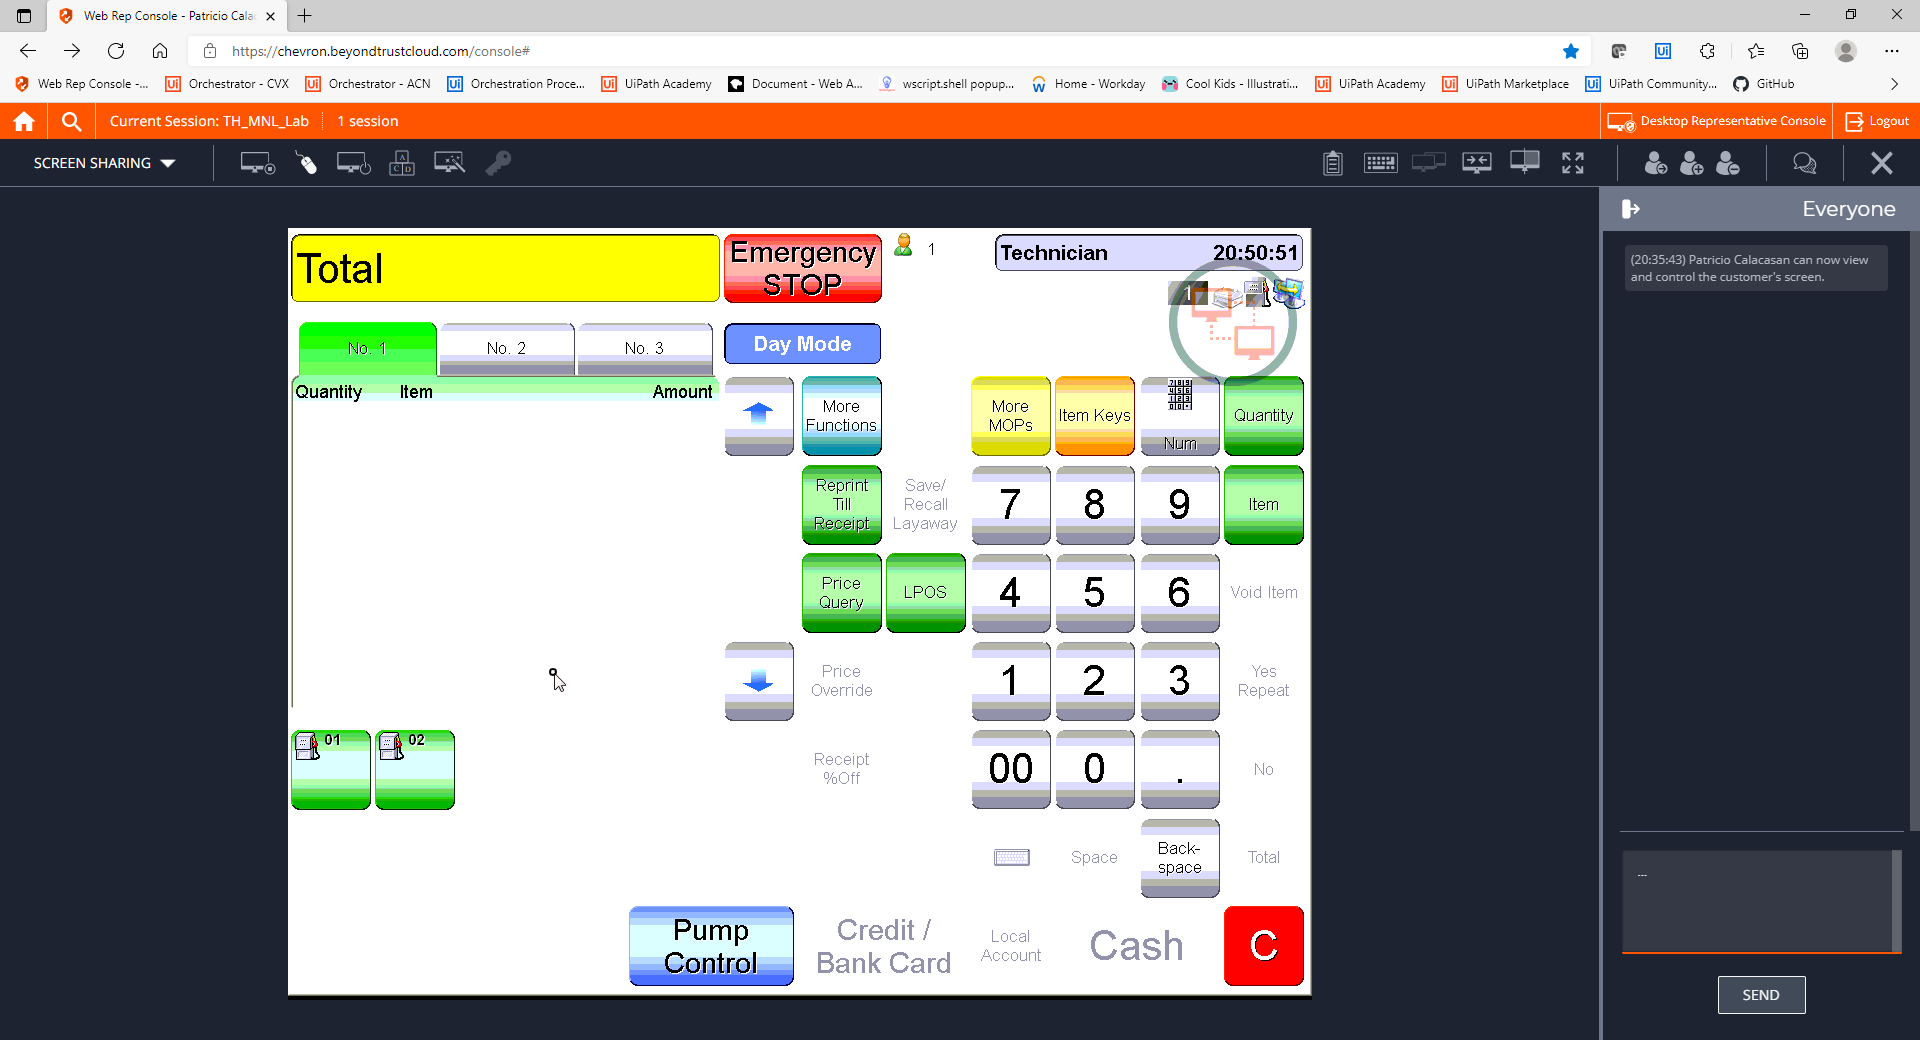 Web Rep Console - Patricio Cala
https://chevron.beyondtrustcloud.com/console#
Web Rep Console -...
Orchestrator - CVX
Orchestrator - ACN
Orchestration Proce...
UiPath Academy
Document - Web A...
wscript.shell popup...
Home - Workday
Cool Kids - Illustrati...
UiPath Academy
UiPath Marketplace
UiPath Community...
GitHub
Current Session: TH_MNL_Lab
1 session
Desktop Representative Console
Logout
SCREEN SHARING
Everyone
(20:35:43) Patricio Calacasan can now view
and control the customer's screen.
Total
Emergency
STOP
1
Technician 20:50:51
1
No. 1
No. 2
No. 3
Day Mode
Quantity Item Amount
More
Functions
More
MOPs
Item Keys
Num
Quantity
Reprint
Till
Receipt
Save/
Recall
Layaway
7
8
9
Item
Price
Query
LPOS
4
5
6
Void Item
Price
Override
1
2
3
Yes
Repeat
01
02
Receipt
%Off
00
0
.
No
Space
Back-
space
Total
Pump
Control
Credit /
Bank Card
Local
Account
Cash
C
...
SEND